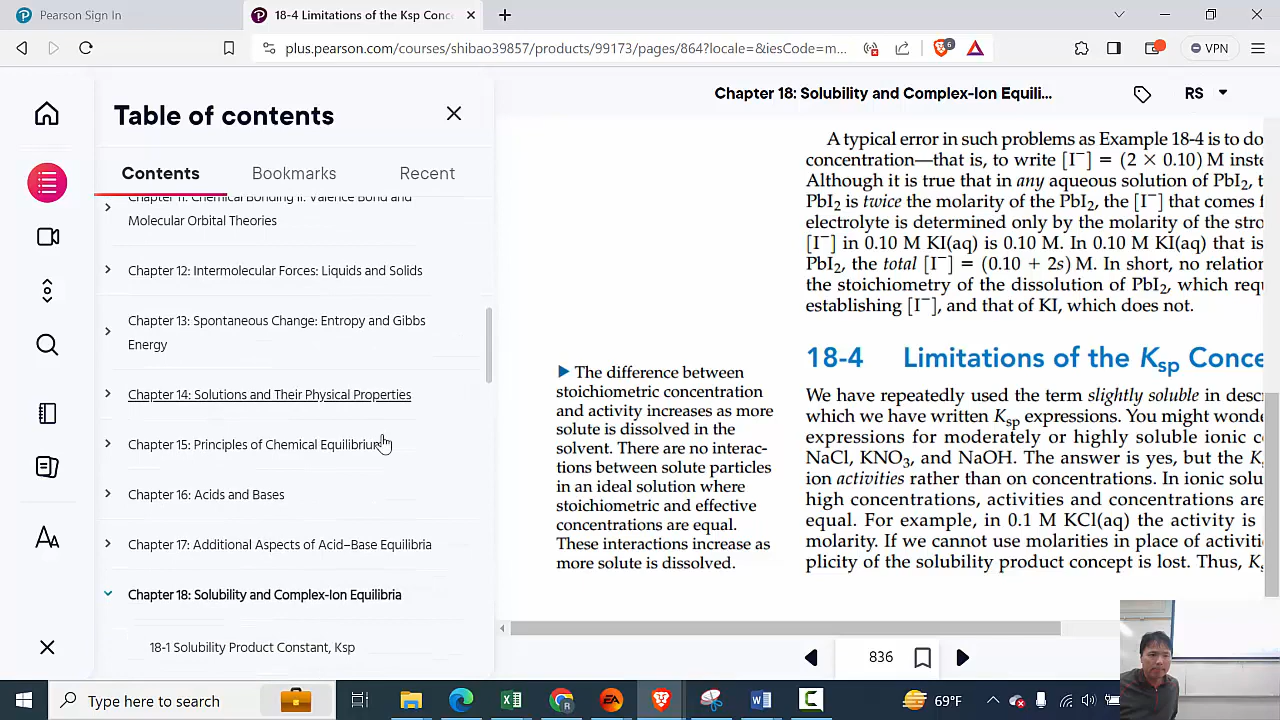 Pearson Sign In
18-4 Limitations of the Ksp Conce
plus.pearson.com/courses/shibao39857/products/99173/pages/864?locale=&iesCode=m...
6
VPN
Table of contents
Contents
Bookmarks
Recent
Chapter 11: Chemical Bonding II: Valence Bond and
Molecular Orbital Theories
Chapter 12: Intermolecular Forces: Liquids and Solids
Chapter 13: Spontaneous Change: Entropy and Gibbs
Energy
Chapter 14: Solutions and Their Physical Properties
Chapter 15: Principles of Chemical Equilibrium
Chapter 16: Acids and Bases
Chapter 17: Additional Aspects of Acid–Base Equilibria
Chapter 18: Solubility and Complex-Ion Equilibria
18-1 Solubility Product Constant, Ksp
Chapter 18: Solubility and Complex-Ion Equili...
RS
A typical error in such problems as Example 18-4 is to do
concentration—that is, to write [I⁻] = (2 × 0.10) M inste
Although it is true that in any aqueous solution of PbI₂, t
PbI₂ is twice the molarity of the PbI₂, the [I⁻] that comes f
electrolyte is determined only by the molarity of the stro
[I⁻] in 0.10 M KI(aq) is 0.10 M. In 0.10 M KI(aq) that is
PbI₂, the total [I⁻] = (0.10 + 2s) M. In short, no relation
the stoichiometry of the dissolution of PbI₂, which requ
establishing [I⁻], and that of KI, which does not.
▶ The difference between
stoichiometric concentration
and activity increases as more
solute is dissolved in the
solvent. There are no interac-
tions between solute particles
in an ideal solution where
stoichiometric and effective
concentrations are equal.
These interactions increase as
more solute is dissolved.
18-4 Limitations of the Ksp Conce
We have repeatedly used the term slightly soluble in desc
which we have written Ksp expressions. You might wonde
expressions for moderately or highly soluble ionic c
NaCl, KNO₃, and NaOH. The answer is yes, but the K
ion activities rather than on concentrations. In ionic solu
high concentrations, activities and concentrations are
equal. For example, in 0.1 M KCl(aq) the activity is
molarity. If we cannot use molarities in place of activiti
plicity of the solubility product concept is lost. Thus, K
836
Type here to search
69°F